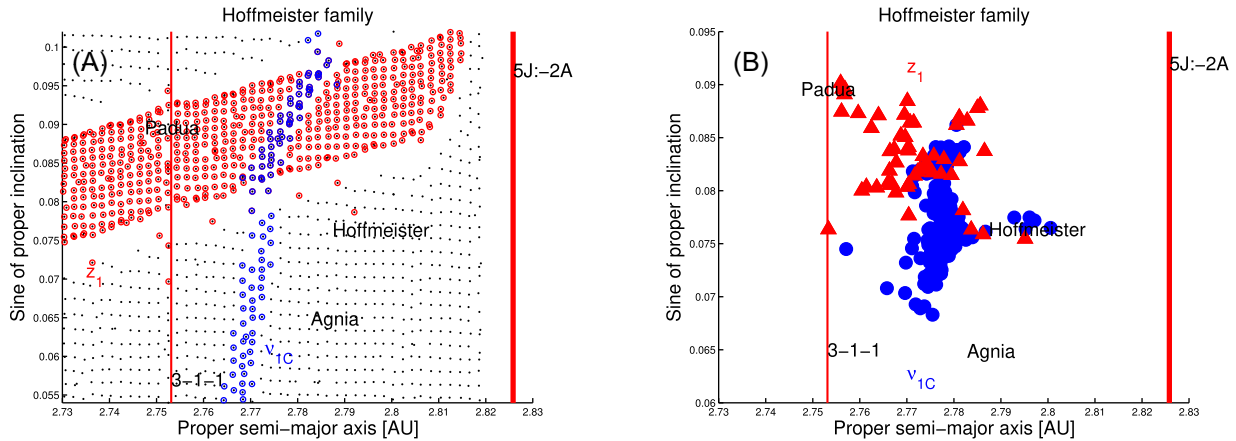 Hoffmeister family
(A)
5J:-2A
Padua
Hoffmeister
z1
Agnia
ν1C
3-1-1
0.1
0.095
0.09
0.085
0.08
0.075
0.07
0.065
0.06
0.055
Sine of proper inclination
2.73 2.74 2.75 2.76 2.77 2.78 2.79 2.8 2.81 2.82 2.83
Proper semi-major axis [AU]
Hoffmeister family
(B)
z1
5J:-2A
Padua
Hoffmeister
3-1-1
Agnia
ν1C
0.095
0.09
0.085
0.08
0.075
0.07
0.065
0.06
Sine of proper inclination
2.73 2.74 2.75 2.76 2.77 2.78 2.79 2.8 2.81 2.82 2.83
Proper semi-major axis [AU]